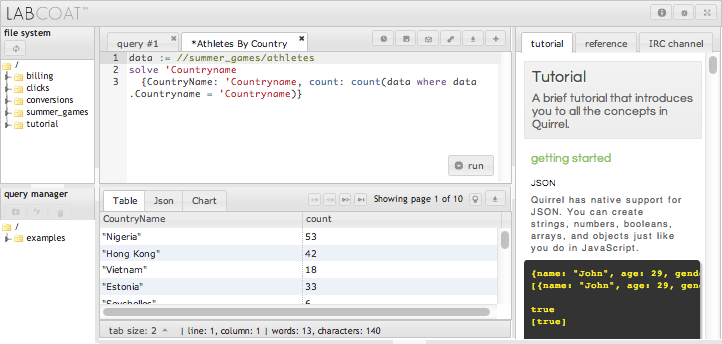 LABCOAT™
file system
/
billing
clicks
conversions
summer_games
tutorial
query manager
/
examples
query #1
*Athletes By Country
1 data := //summer_games/athletes
2 solve 'Countryname
3 {CountryName: 'Countryname, count: count(data where data
.Countryname = 'Countryname)}
run
Table Json Chart
Showing page 1 of 10
CountryName count
"Nigeria" 53
"Hong Kong" 42
"Vietnam" 18
"Estonia" 33
"Seychelles" 6
tab size: 2 | line: 1, column: 1 | words: 13, characters: 140
tutorial reference IRC channel
Tutorial
A brief tutorial that introduces
you to all the concepts in
Quirrel.
getting started
JSON
Quirrel has native support for
JSON. You can create
strings, numbers, booleans,
arrays, and objects just like
you do in JavaScript.
{name: "John", age: 29, gend
[{name: "John", age: 29, gen
true
[true]